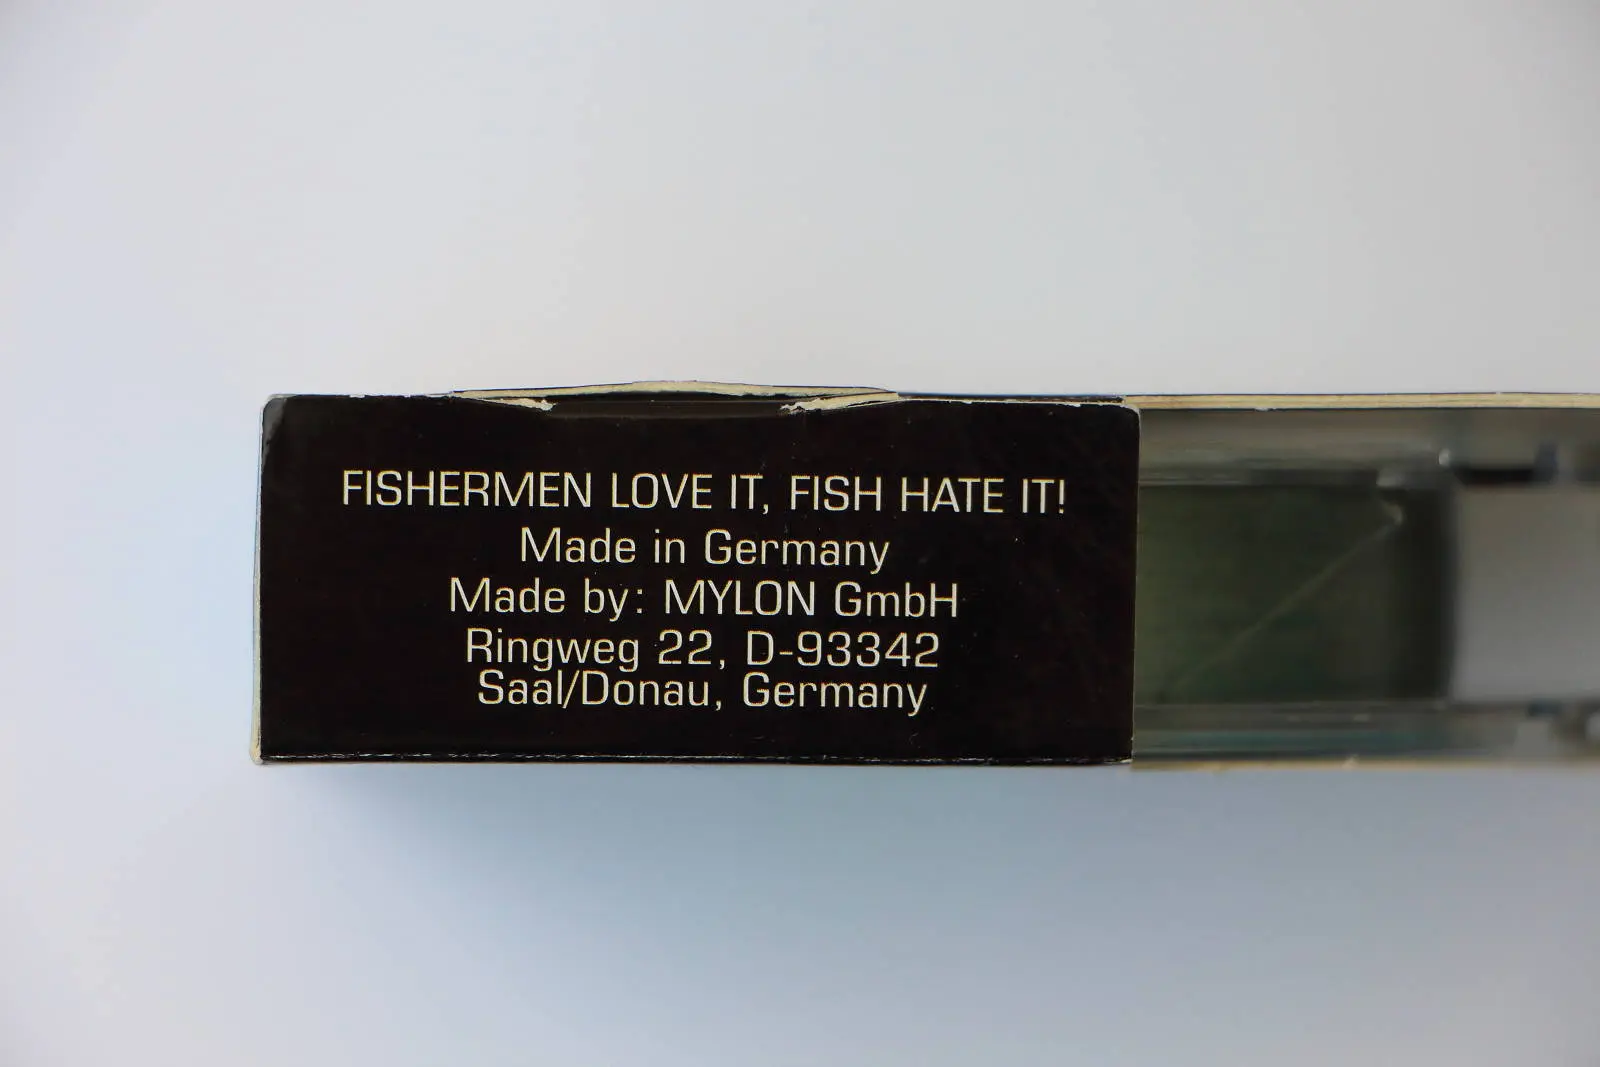 FISHERMEN LOVE IT, FISH HATE IT!
Made in Germany
Made by: MYLON GmbH
Ringweg 22, D-93342
Saal/Donau, Germany